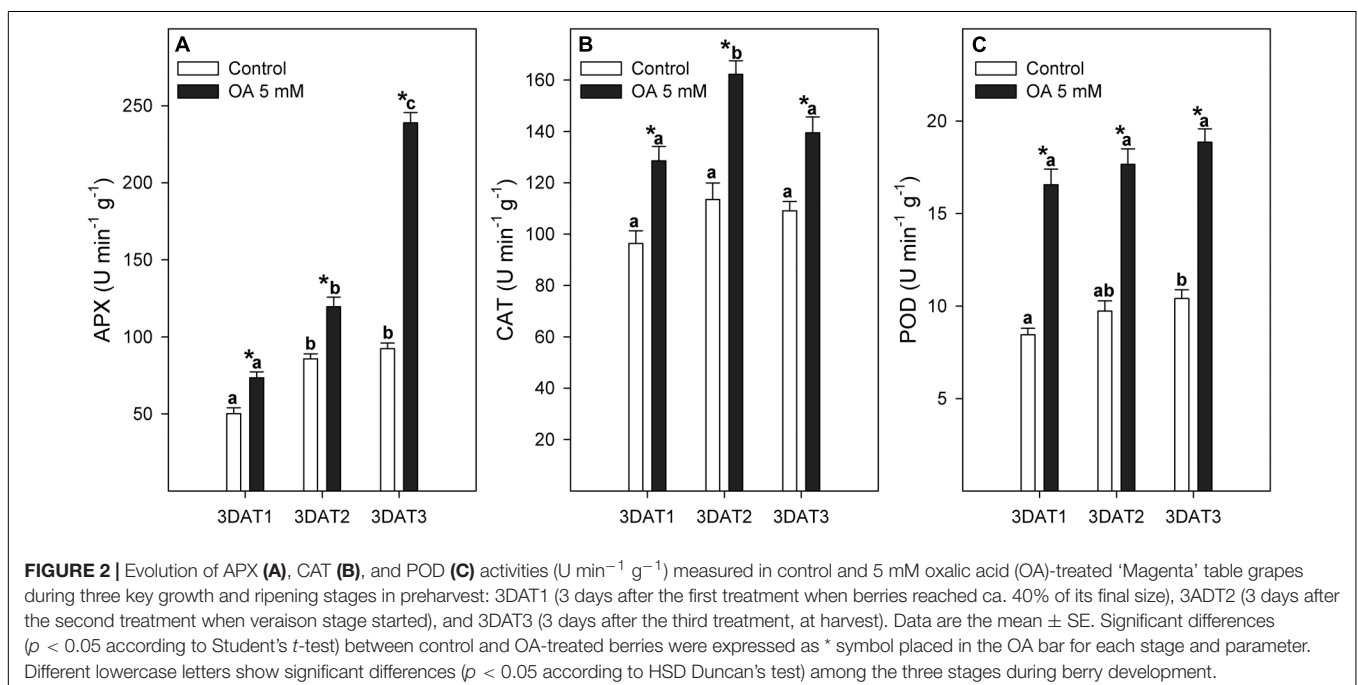 A
Control
OA 5 mM
APX (U min⁻¹ g⁻¹)
250
200
150
100
50
a
*a
b
*b
b
*c
3DAT1 3DAT2 3DAT3
B
Control
OA 5 mM
CAT (U min⁻¹ g⁻¹)
160
140
120
100
80
60
40
20
a
*a
a
*b
a
*a
3DAT1 3DAT2 3DAT3
C
Control
OA 5 mM
POD (U min⁻¹ g⁻¹)
20
15
10
5
a
*a
ab
*a
b
*a
3DAT1 3DAT2 3DAT3
FIGURE 2 | Evolution of APX (A), CAT (B), and POD (C) activities (U min⁻¹ g⁻¹) measured in control and 5 mM oxalic acid (OA)-treated ‘Magenta’ table grapes
during three key growth and ripening stages in preharvest: 3DAT1 (3 days after the first treatment when berries reached ca. 40% of its final size), 3ADT2 (3 days after
the second treatment when veraison stage started), and 3DAT3 (3 days after the third treatment, at harvest). Data are the mean ± SE. Significant differences
(p < 0.05 according to Student’s t-test) between control and OA-treated berries were expressed as * symbol placed in the OA bar for each stage and parameter.
Different lowercase letters show significant differences (p < 0.05 according to HSD Duncan’s test) among the three stages during berry development.